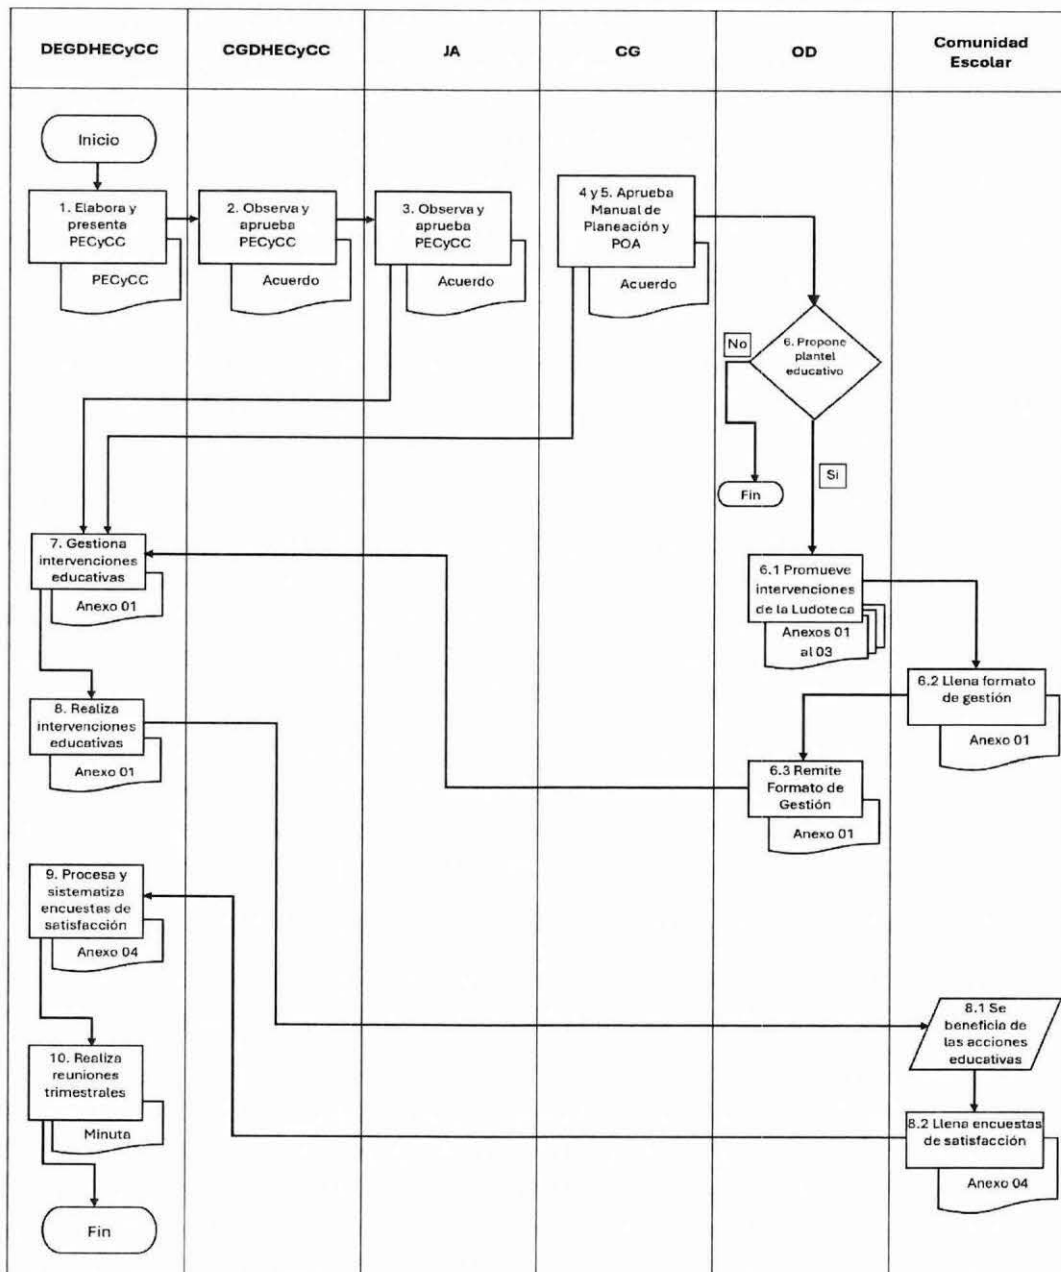 DEGDHECyCC
CGDHECyCC
JA
CG
OD
Comunidad
Escolar
Inicio
1. Elabora y
presenta
PECyCC
PECyCC
2. Observa y
aprueba
PECyCC
Acuerdo
3. Observa y
aprueba
PECyCC
Acuerdo
4 y 5. Aprueba
Manual de
Planeación y
POA
Acuerdo
No
6. Propone
plantel
educativo
Si
Fin
7. Gestiona
intervenciones
educativas
Anexo 01
6.1 Promueve
intervenciones
de la Ludoteca
Anexos 01
al 03
6.2 Llena formato
de gestión
Anexo 01
8. Realiza
intervenciones
educativas
Anexo 01
6.3 Remite
Formato de
Gestión
Anexo 01
9. Procesa y
sistematiza
encuestas de
satisfacción
Anexo 04
8.1 Se
beneficia de
las acciones
educativas
10. Realiza
reuniones
trimestrales
Minuta
8.2 Llena encuestas
de satisfacción
Anexo 04
Fin